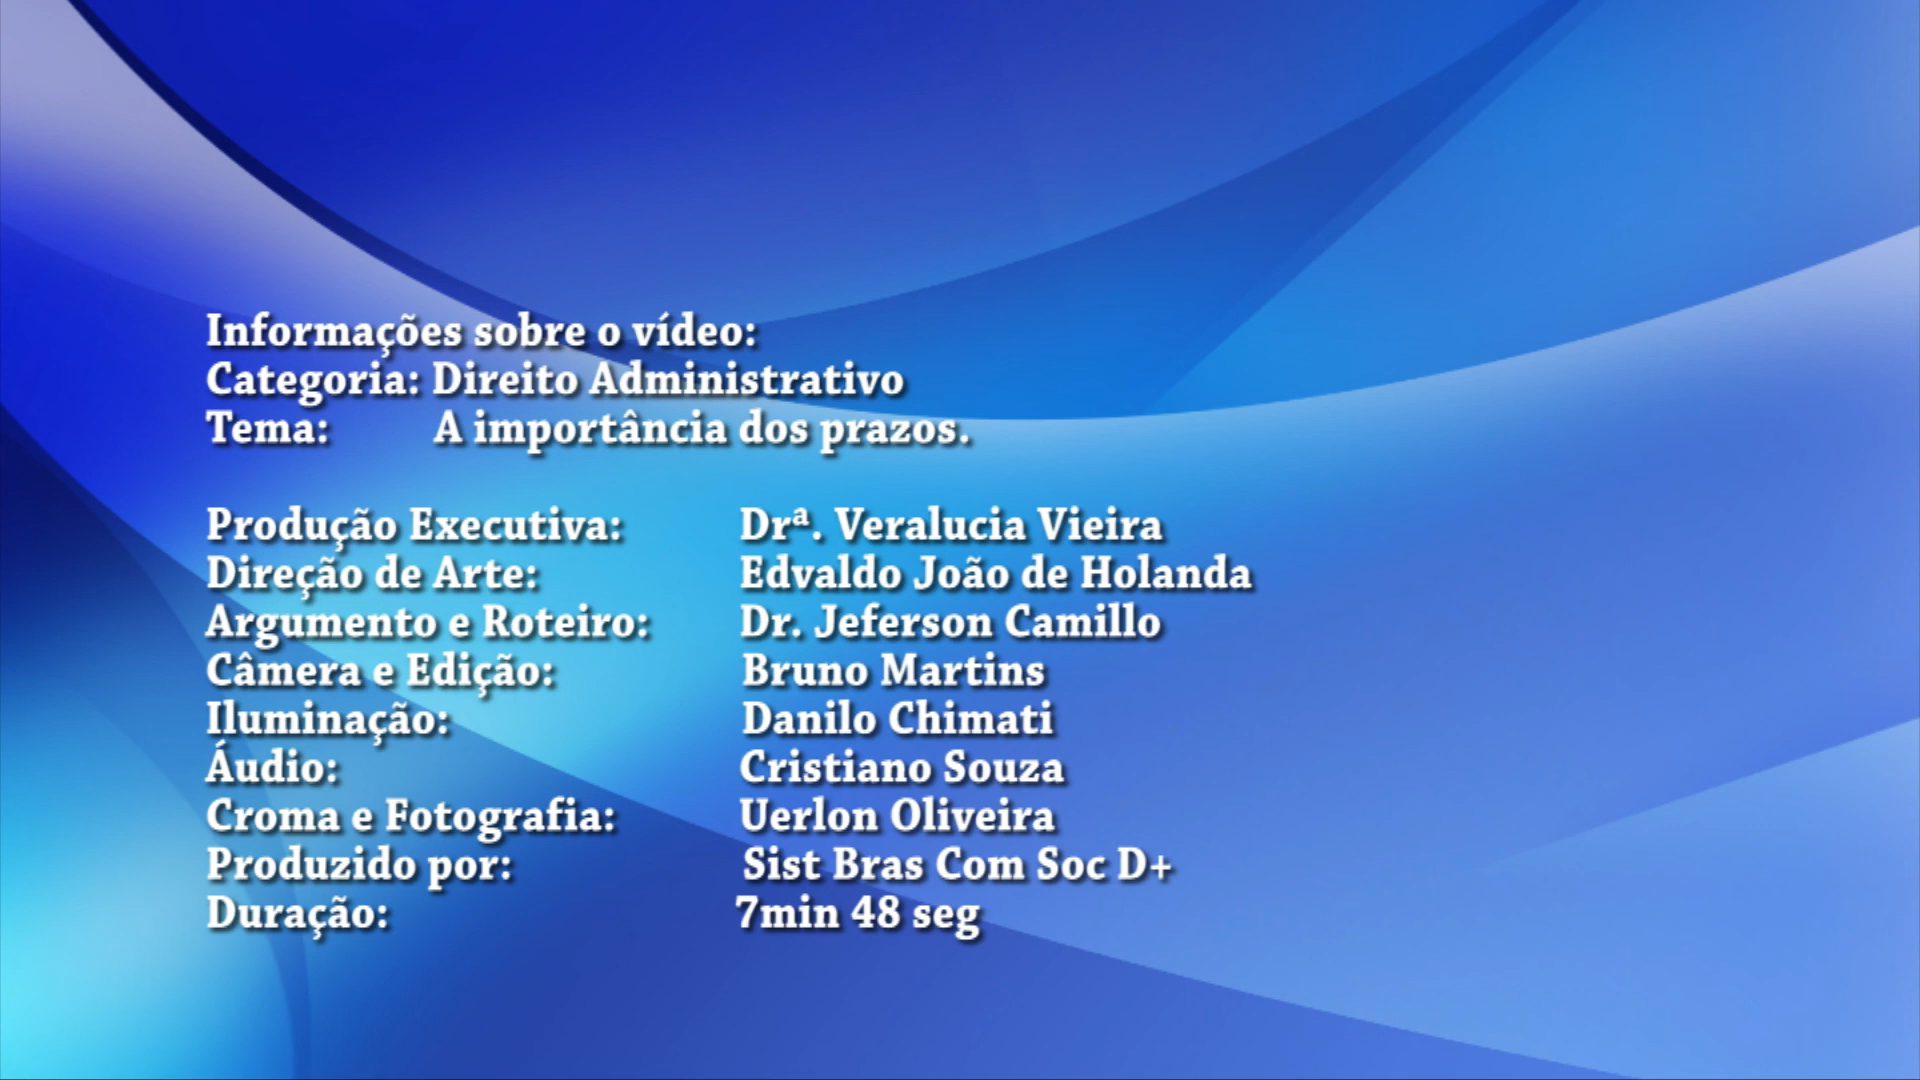 Informações sobre o vídeo:
Categoria: Direito Administrativo
Tema: A importância dos prazos.
Produção Executiva: Drª. Veralucia Vieira
Direção de Arte: Edvaldo João de Holanda
Argumento e Roteiro: Dr. Jeferson Camillo
Câmera e Edição: Bruno Martins
Iluminação: Danilo Chimati
Áudio: Cristiano Souza
Croma e Fotografia: Uerlon Oliveira
Produzido por: Sist Bras Com Soc D+
Duração: 7min 48 seg